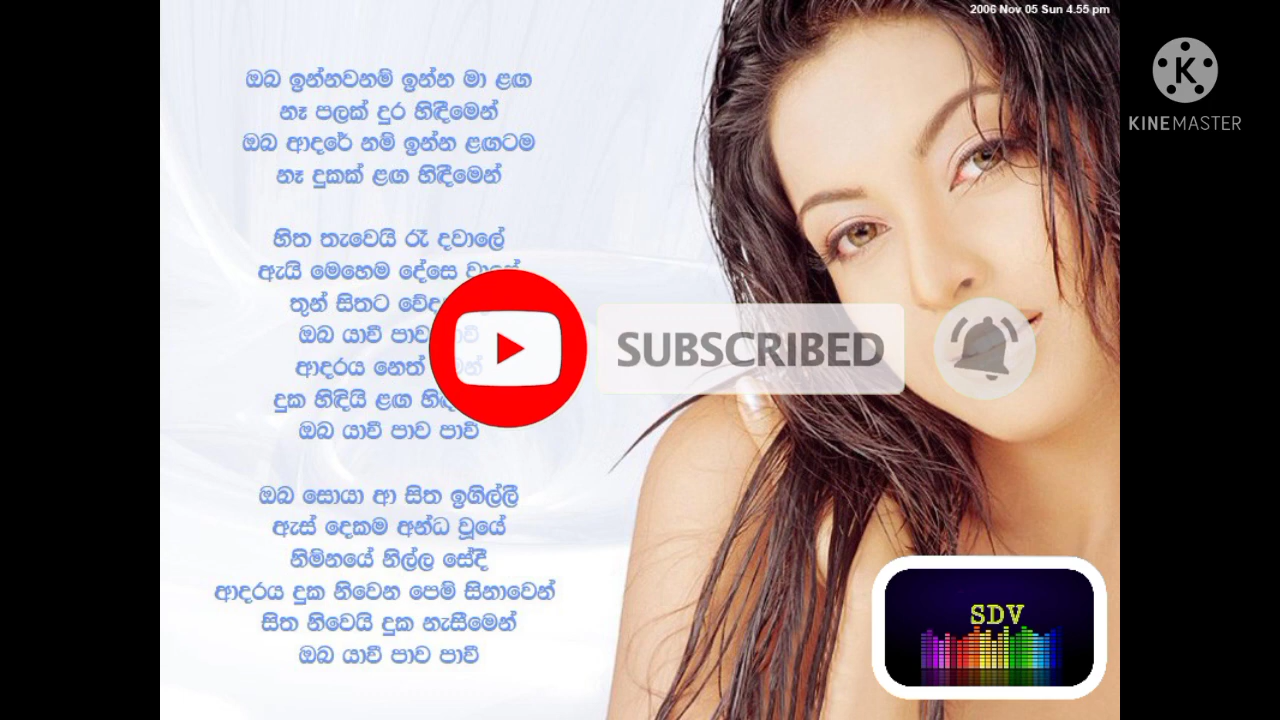 2006 Nov 05 Sun 4.55 pm
KINEMASTER
ඔබ ඉන්නවනම් ඉන්න මා ළඟ
නෑ පලක් දුර හිඳීමෙන්
ඔබ ආදරේ නම් ඉන්න ළඟටම
නෑ දුකක් ළඟ හිඳීමෙන්
හිත තැවෙයි රෑ දවාලේ
ඇයි මෙහෙම දේසෙ
තුන් සිතට
ඔබ යාවී පාව
ආදරය නෙත්
දුක හිඳියි ළඟ
ඔබ යාවී පාව පාවී
SUBSCRIBED
ඔබ සොයා ආ සිත ඉගිල්ලී
ඇස් දෙකම අන්ධ වූයේ
නිම්නයේ නිල්ල සේදී
ආදරය දුක නිවෙන පෙම් සිනාවෙන්
සිත නිවෙයි දුක නැසීමෙන්
ඔබ යාවී පාව පාවී
SDV